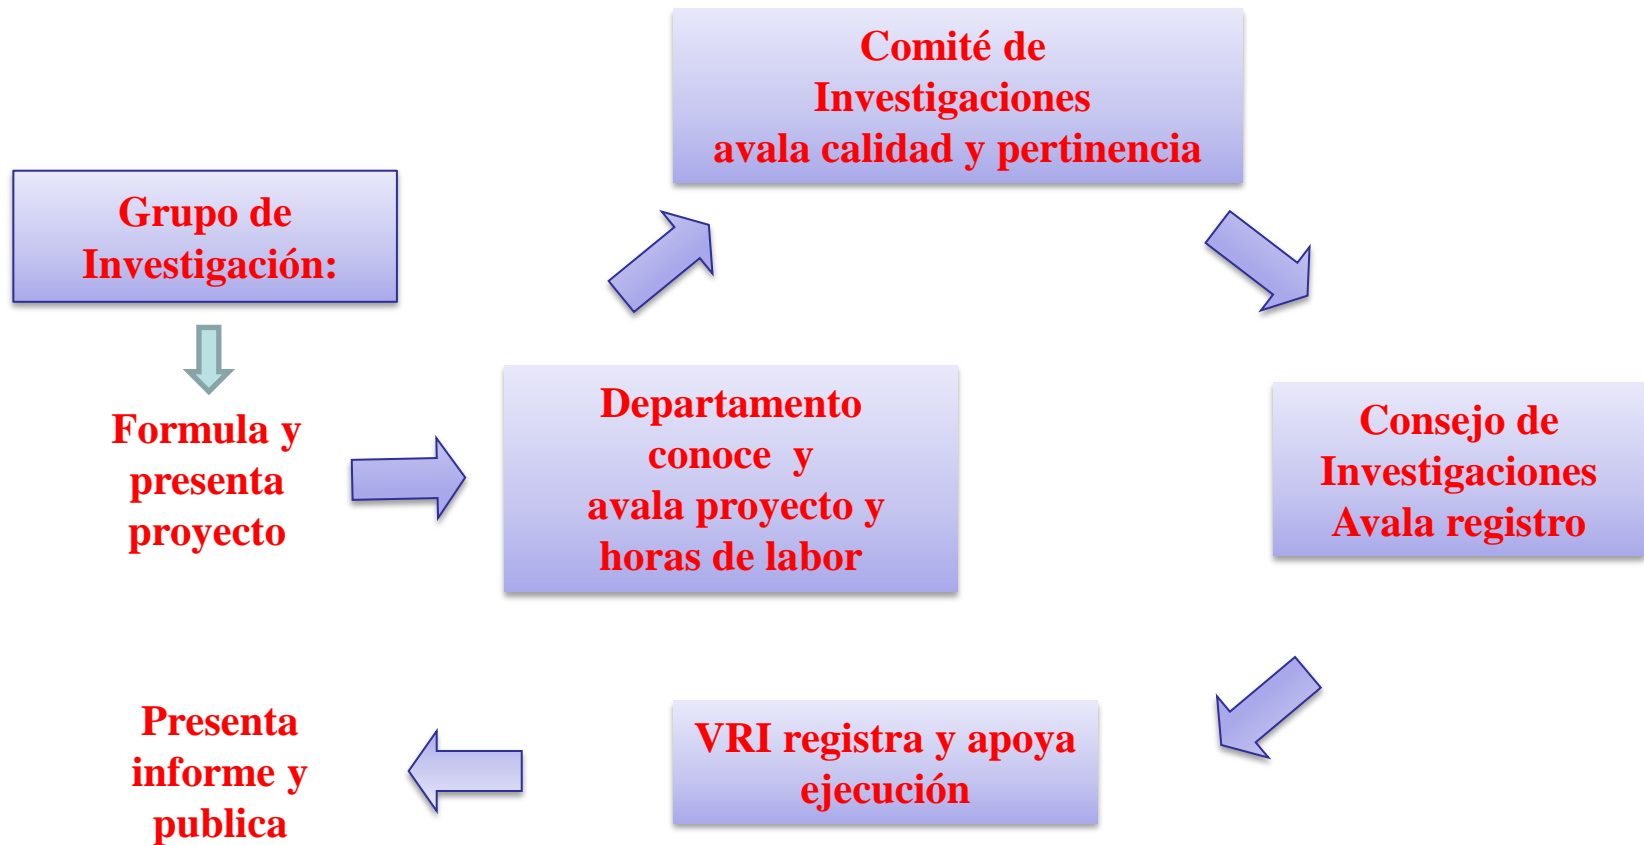 Grupo de
Investigación:
Formula y
presenta
proyecto
Departamento
conoce y
avala proyecto y
horas de labor
Comité de
Investigaciones
avala calidad y pertinencia
Consejo de
Investigaciones
Avala registro
VRI registra y apoya
ejecución
Presenta
informe y
publica